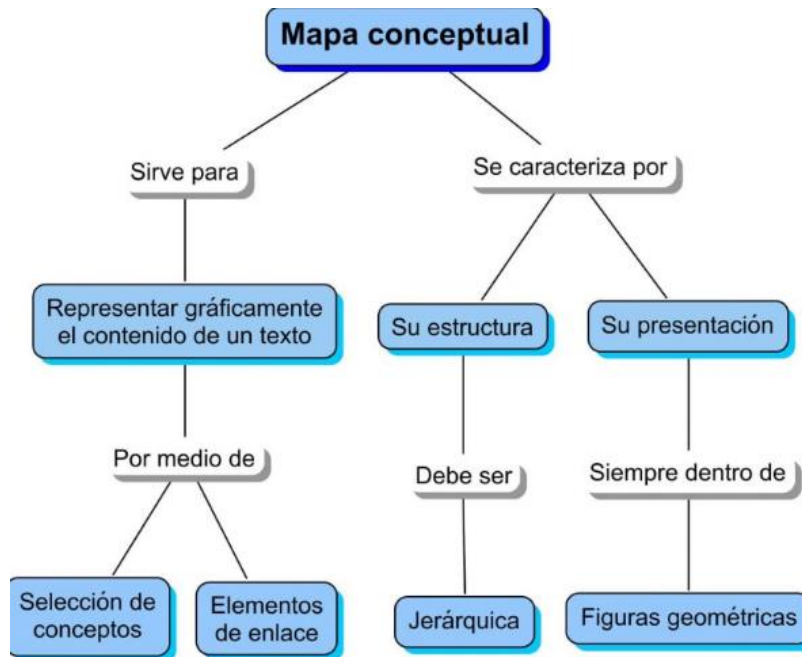 Mapa conceptual
Sirve para
Se caracteriza por
Representar gráficamente
el contenido de un texto
Su estructura
Su presentación
Por medio de
Debe ser
Siempre dentro de
Selección de
conceptos
Elementos
de enlace
Jerárquica
Figuras geométricas